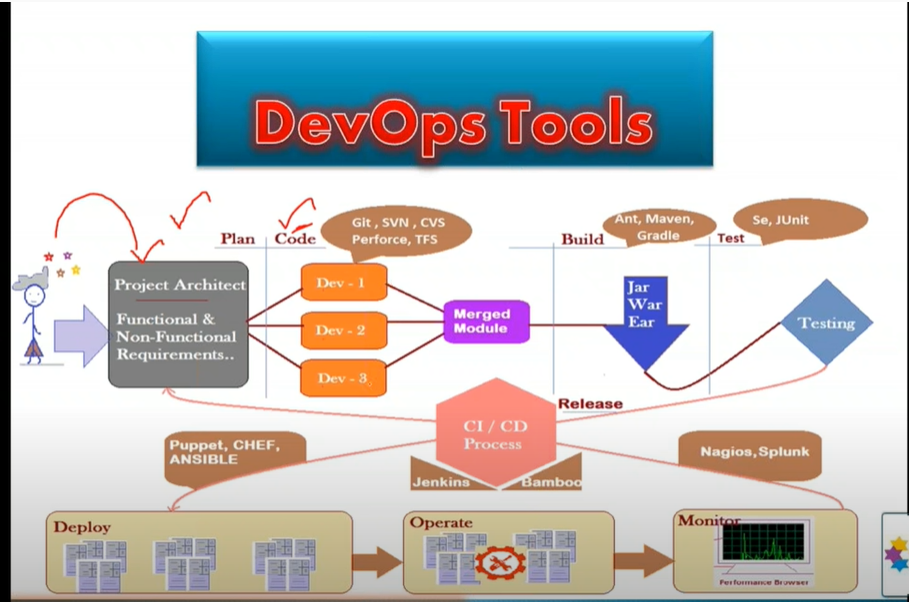 DevOps Tools
Plan
Code
Git , SVN , CVS
Perforce, TFS
Build
Ant, Maven,
Gradle
Test
Se, JUnit
Project Architect
Functional &
Non-Functional
Requirements..
Dev - 1
Dev - 2
Dev - 3
Merged
Module
Jar
War
Ear
Testing
Release
CI / CD
Process
Jenkins
Bamboo
Puppet, CHEF,
ANSIBLE
Nagios,Splunk
Deploy
Operate
Monitor
Performance Browser